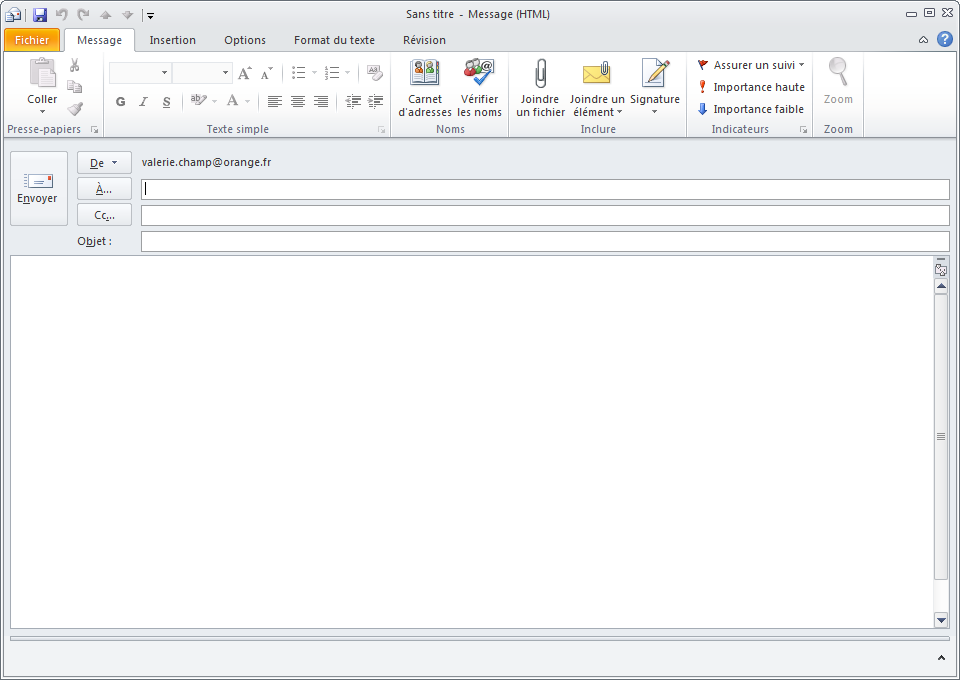 Sans titre - Message (HTML)
Fichier Message Insertion Options Format du texte Révision
Coller
Presse-papiers
A A
G I S ab A
Texte simple
Carnet d'adresses
Vérifier les noms
Noms
Joindre un fichier
Joindre un élément
Signature
Inclure
Assurer un suivi
Importance haute
Importance faible
Indicateurs
Zoom
Zoom
Envoyer
De valerie.champ@orange.fr
À...
Cc...
Objet :